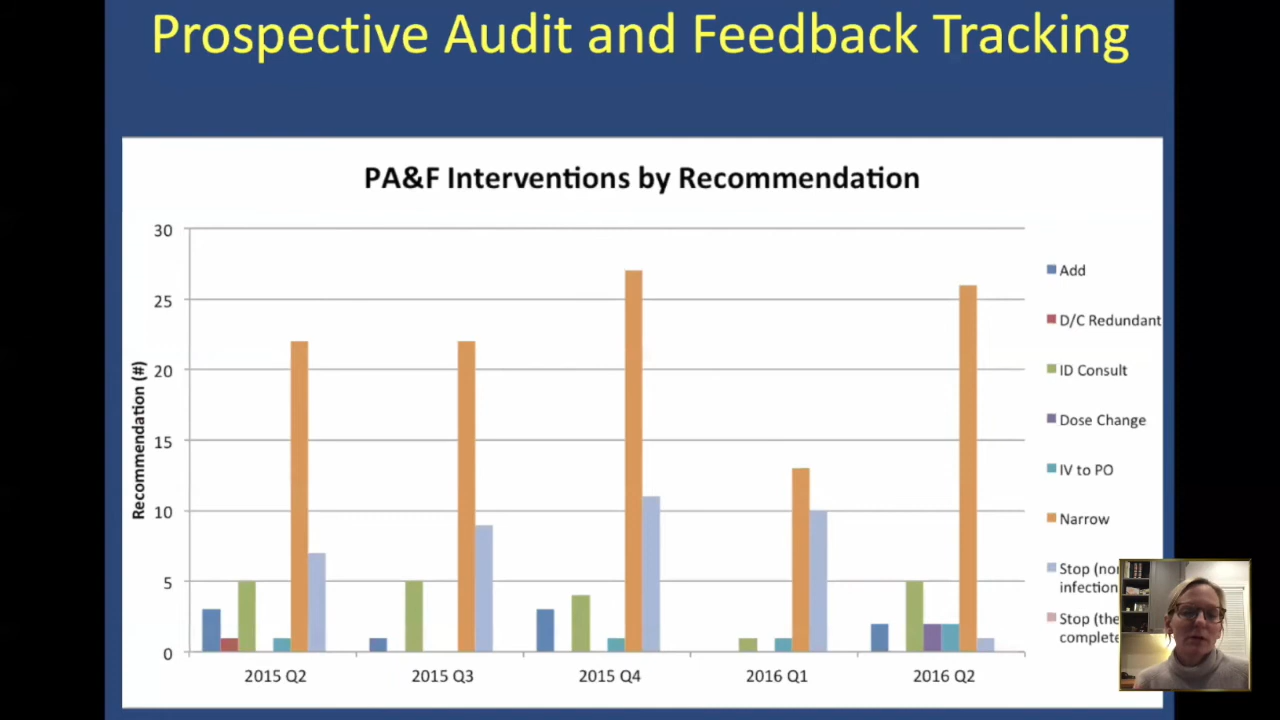 Prospective Audit and Feedback Tracking
PA&F Interventions by Recommendation
Recommendation (#)
30
25
20
15
10
5
0
2015 Q2
2015 Q3
2015 Q4
2016 Q1
2016 Q2
Add
D/C Redundant
ID Consult
Dose Change
IV to PO
Narrow
Stop
infection
Stop